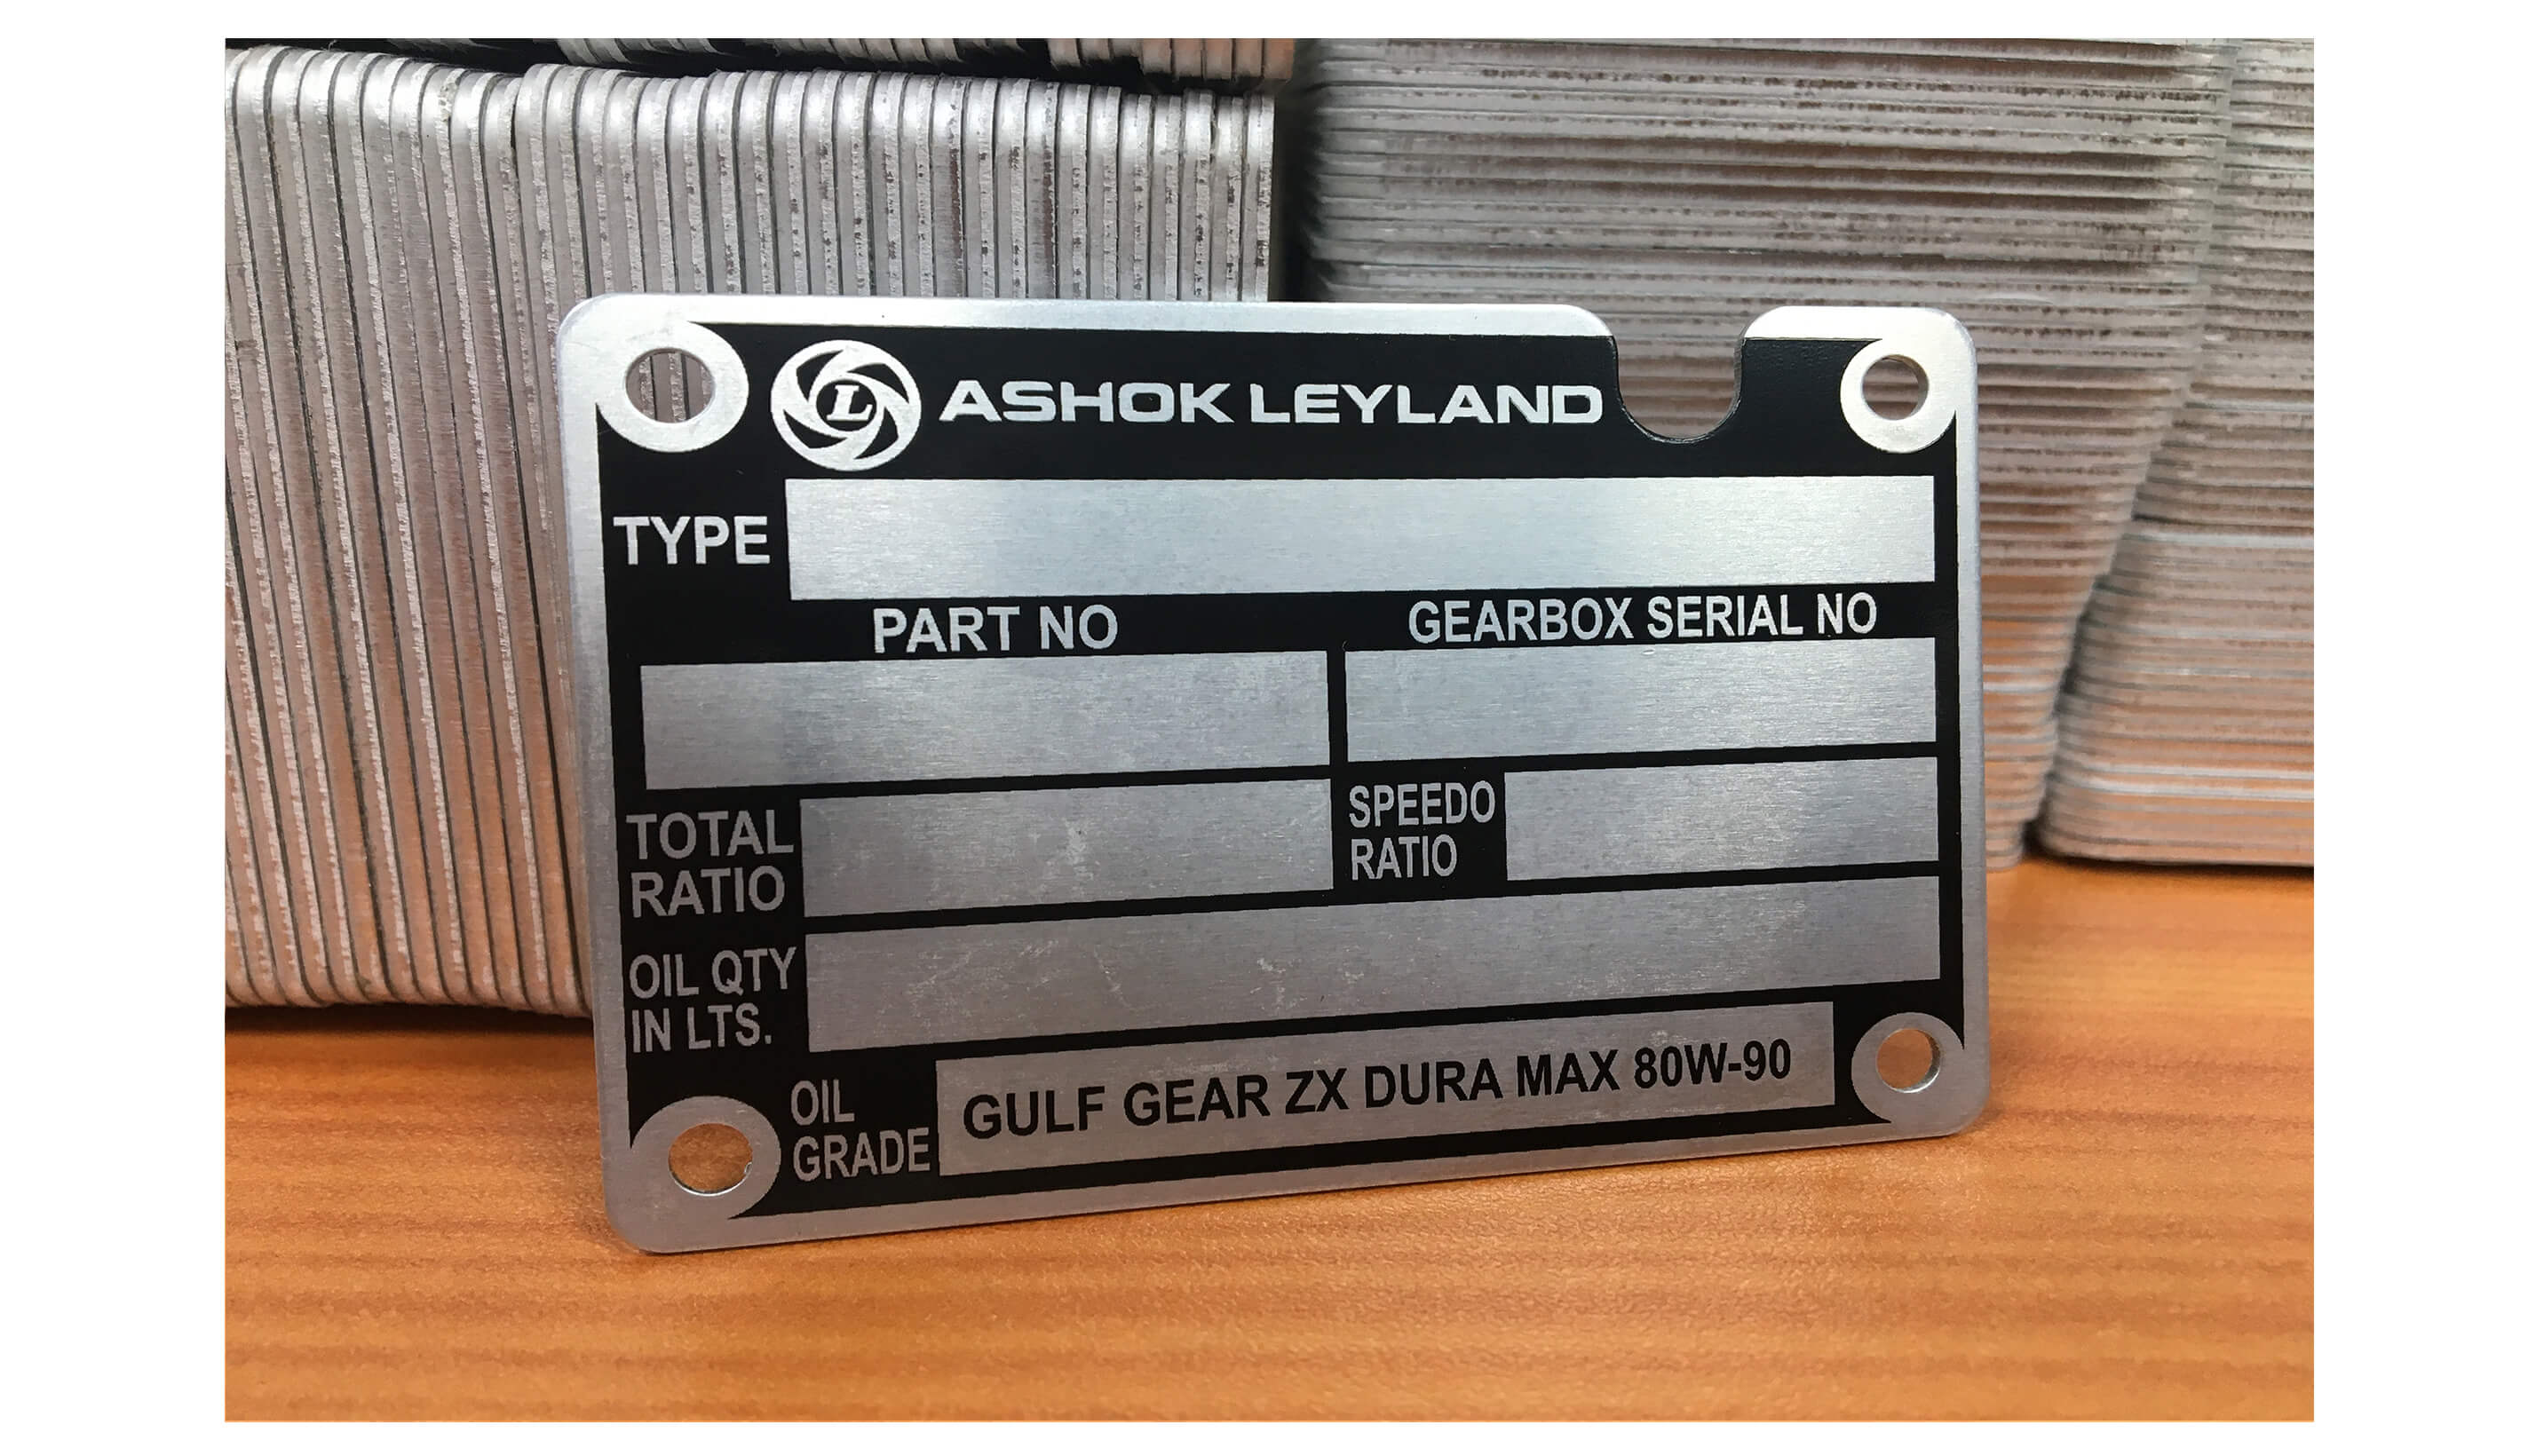 L ASHOK LEYLAND
TYPE
PART NO GEARBOX SERIAL NO
TOTAL
RATIO
SPEEDO
RATIO
OIL QTY
IN LTS.
OIL
GRADE
GULF GEAR ZX DURA MAX 80W-90